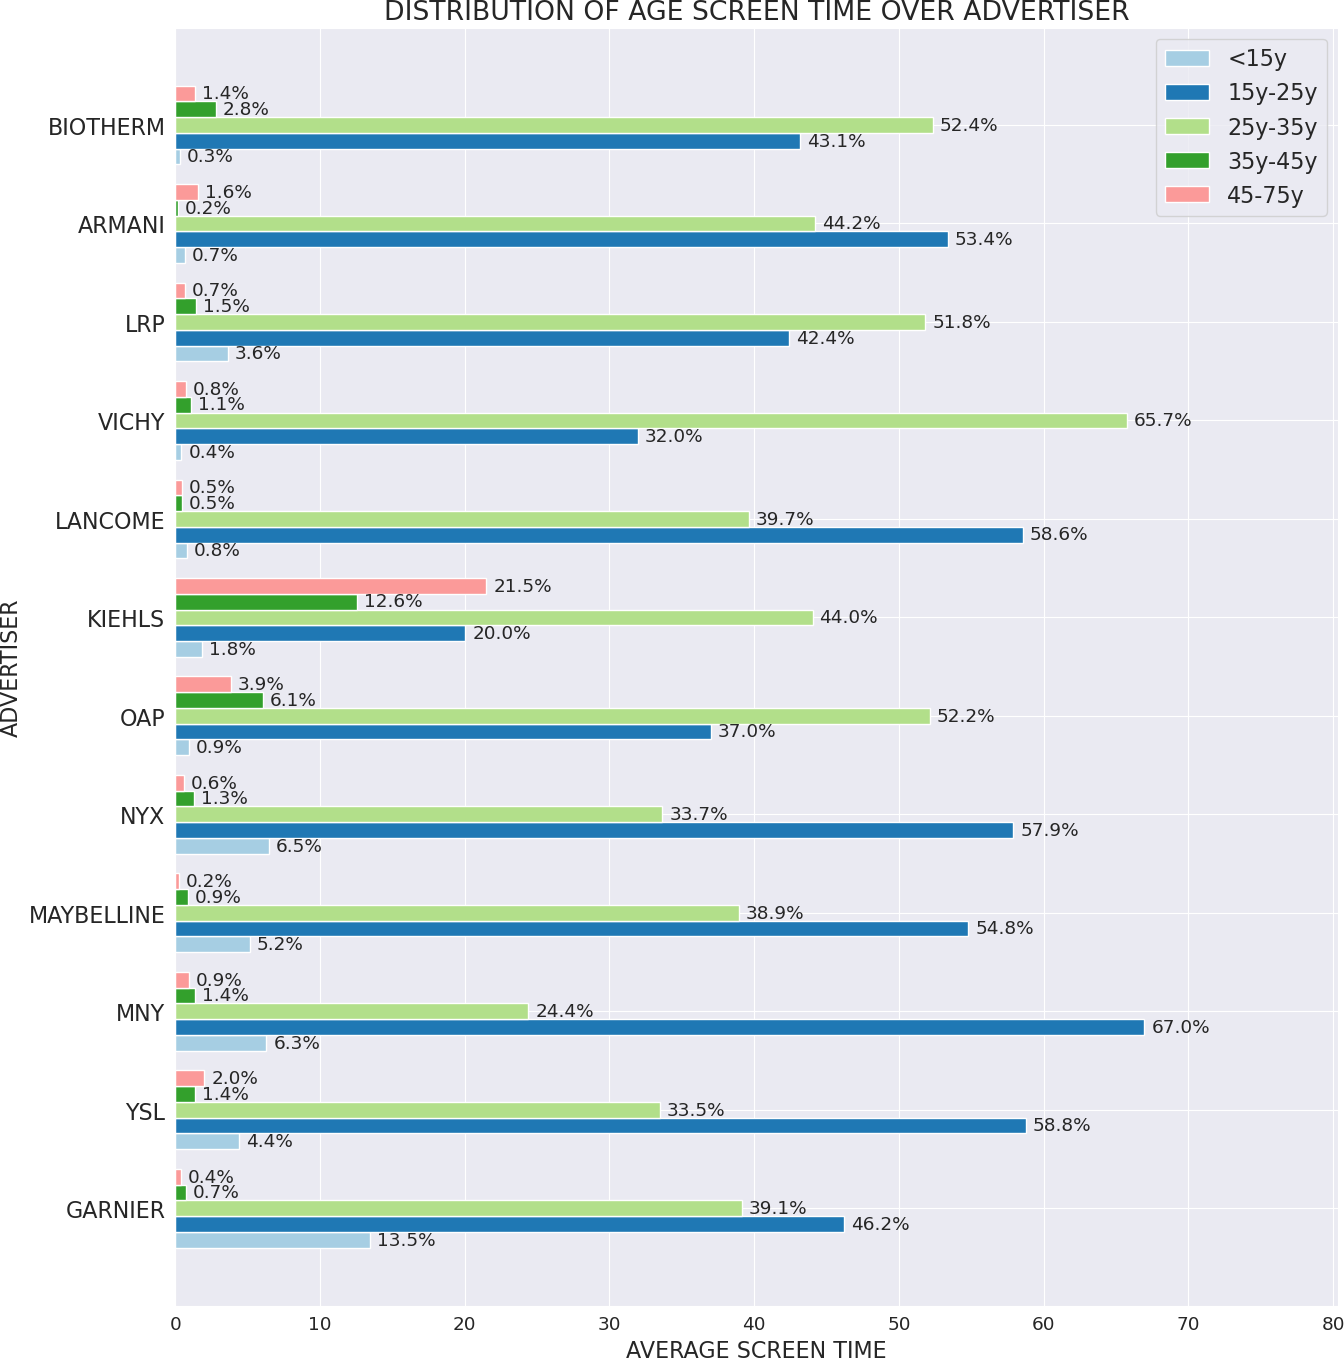 DISTRIBUTION OF AGE SCREEN TIME OVER ADVERTISER
<15y
15y-25y
25y-35y
35y-45y
45-75y
ADVERTISER
BIOTHERM
1.4%
2.8%
52.4%
43.1%
0.3%
ARMANI
1.6%
0.2%
44.2%
53.4%
0.7%
LRP
0.7%
1.5%
51.8%
42.4%
3.6%
VICHY
0.8%
1.1%
65.7%
32.0%
0.4%
LANCOME
0.5%
0.5%
39.7%
58.6%
0.8%
KIEHLS
21.5%
12.6%
44.0%
20.0%
1.8%
OAP
3.9%
6.1%
52.2%
37.0%
0.9%
NYX
0.6%
1.3%
33.7%
57.9%
6.5%
MAYBELLINE
0.2%
0.9%
38.9%
54.8%
5.2%
MNY
0.9%
1.4%
24.4%
67.0%
6.3%
YSL
2.0%
1.4%
33.5%
58.8%
4.4%
GARNIER
0.4%
0.7%
39.1%
46.2%
13.5%
0 10 20 30 40 50 60 70 80
AVERAGE SCREEN TIME